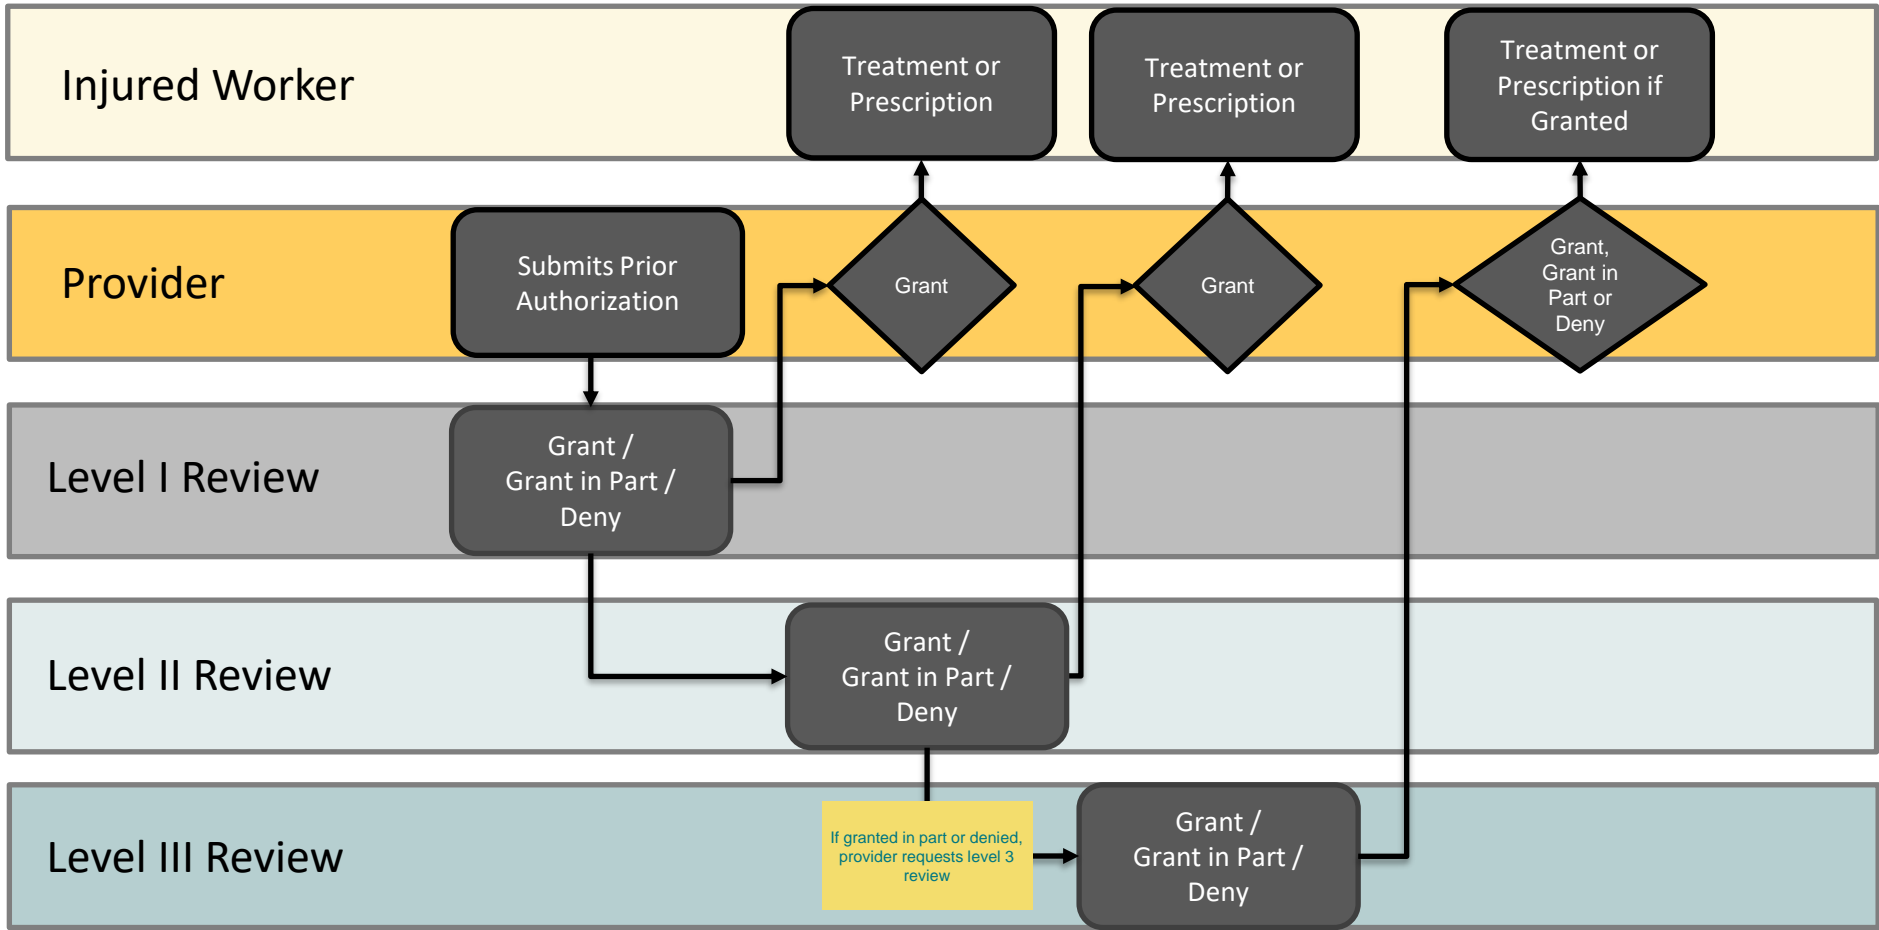 Injured Worker
Treatment or
Prescription
Treatment or
Prescription
Treatment or
Prescription if
Granted
Provider
Submits Prior
Authorization
Grant
Grant
Grant,
Grant in
Part or
Deny
Level I Review
Grant /
Grant in Part /
Deny
Level II Review
Grant /
Grant in Part /
Deny
Level III Review
If granted in part or denied,
provider requests level 3
review
Grant /
Grant in Part /
Deny